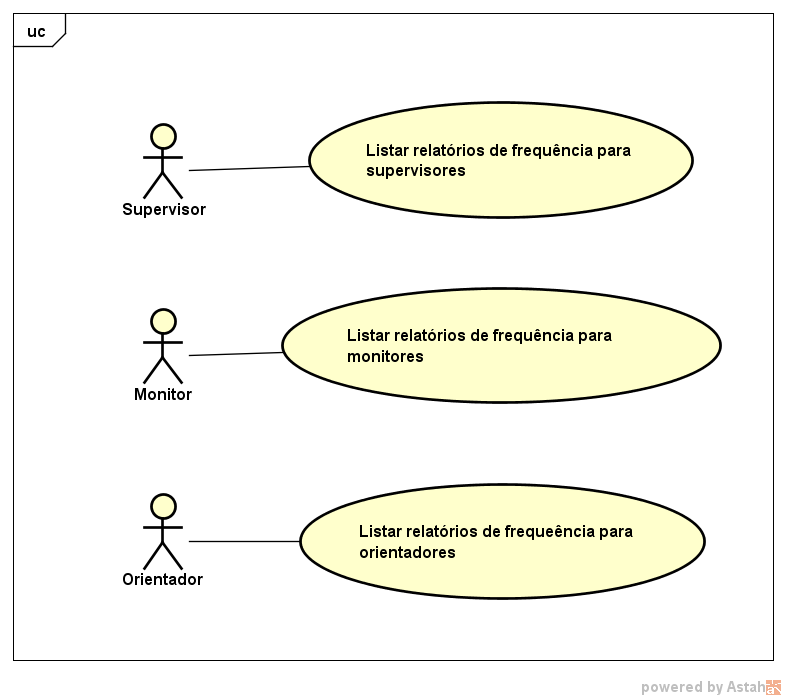 uc
Listar relatórios de frequência para
supervisores
Supervisor
Listar relatórios de frequência para
monitores
Monitor
Listar relatórios de frequeência para
orientadores
Orientador
powered by Astah